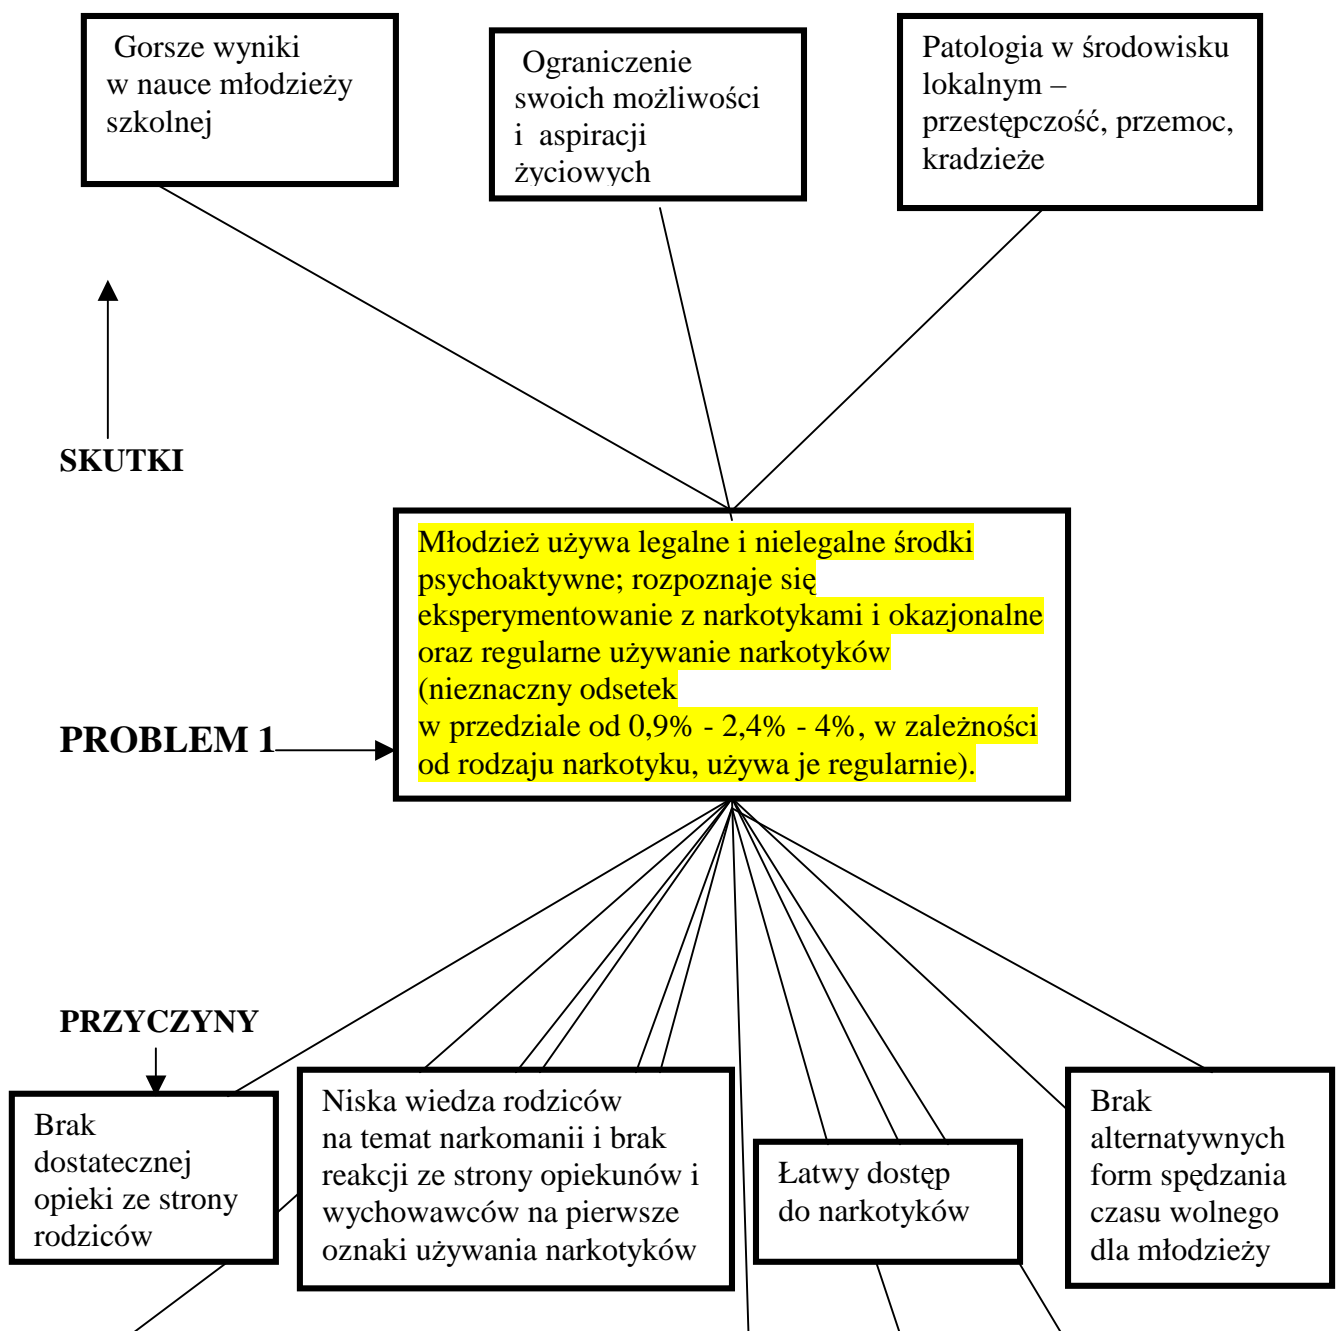 Gorsze wyniki
w nauce młodzieży
szkolnej
Ograniczenie
swoich możliwości
i aspiracji
życiowych
Patologia w środowisku
lokalnym –
przestępczość, przemoc,
kradzieże
SKUTKI
Młodzież używa legalne i nielegalne środki
psychoaktywne; rozpoznaje się
eksperymentowanie z narkotykami i okazjonalne
oraz regularne używanie narkotyków
(nieznaczny odsetek
w przedziale od 0,9% - 2,4% - 4%, w zależności
od rodzaju narkotyku, używa je regularnie).
PROBLEM 1
PRZYCZYNY
Brak
dostatecznej
opieki ze strony
rodziców
Niska wiedza rodziców
na temat narkomanii i brak
reakcji ze strony opiekunów i
wychowawców na pierwsze
oznaki używania narkotyków
Łatwy dostęp
do narkotyków
Brak
alternatywnych
form spędzania
czasu wolnego
dla młodzieży